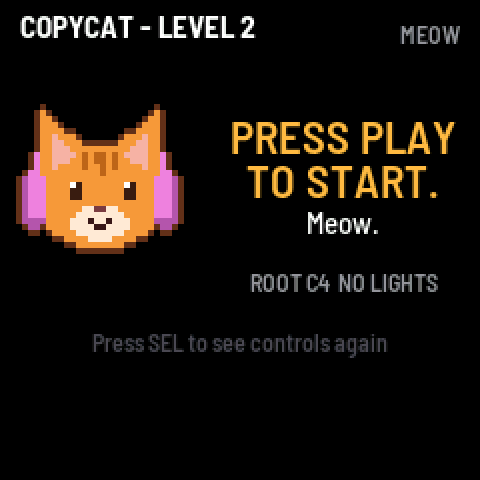 COPYCAT - LEVEL 2
MEOW
PRESS PLAY
TO START.
Meow.
ROOT C4 NO LIGHTS
Press SEL to see controls again